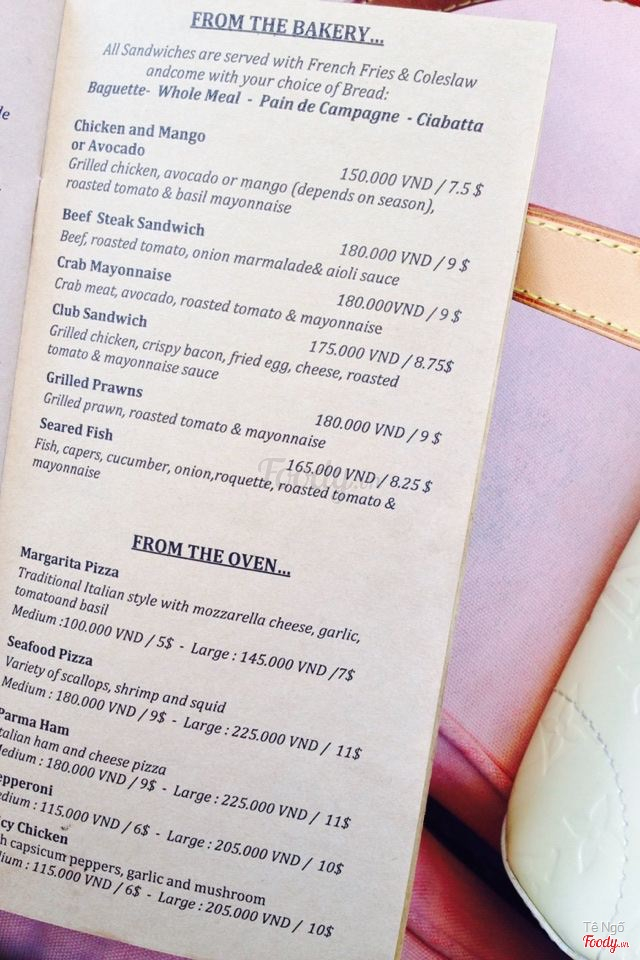 FROM THE BAKERY...
All Sandwiches are served with French Fries & Coleslaw
andcome with your choice of Bread:
Baguette- Whole Meal - Pain de Campagne - Ciabatta
Chicken and Mango
or Avocado
150.000 VND / 7.5 $
Grilled chicken, avocado or mango (depends on season),
roasted tomato & basil mayonnaise
Beef Steak Sandwich
180.000 VND / 9 $
Beef, roasted tomato, onion marmalade& aioli sauce
Crab Mayonnaise
180.000VND / 9 $
Crab meat, avocado, roasted tomato & mayonnaise
Club Sandwich
175.000 VND / 8.75$
Grilled chicken, crispy bacon, fried egg, cheese, roasted
tomato & mayonnaise sauce
Grilled Prawns
180.000 VND / 9 $
Grilled prawn, roasted tomato & mayonnaise
Seared Fish
165.000 VND / 8.25 $
Fish, capers, cucumber, onion,roquette, roasted tomato &
mayonnaise
Foody.vn
FROM THE OVEN...
Margarita Pizza
Traditional Italian style with mozzarella cheese, garlic,
tomatoand basil
Medium :100.000 VND / 5$ - Large : 145.000 VND /7$
Seafood Pizza
Variety of scallops, shrimp and squid
Medium : 180.000 VND / 9$ - Large : 225.000 VND / 11$
Parma Ham
talian ham and cheese pizza
Medium : 180.000 VND / 9$ - Large : 225.000 VND / 11$
epperoni
edium : 115.000 VND / 6$ - Large : 205.000 VND / 10$
cy Chicken
h capsicum peppers, garlic and mushroom
lium : 115.000 VND / 6$ - Large : 205.000 VND / 10$
Tê Ngố
Foody.vn